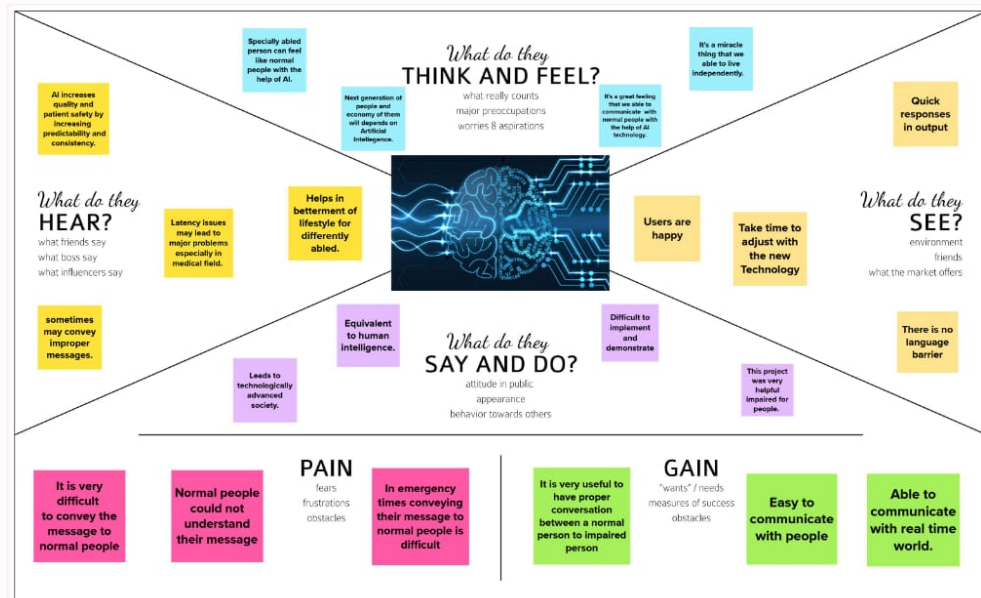 Specially abled
person can feel
like normal
people with the
help of AI.
What do they
THINK AND FEEL?
what really counts
major preoccupations
worries & aspirations
It's a miracle
thing that we
able to live
independently.
Next generation of
people and
economy of them
will depends on
Artificial
Intellegence.
It's a great feeling
that we able to
communicate with
normal people with
the help of AI
technology.
AI increases
quality and
patient safety by
increasing
predictability and
consistency.
What do they
HEAR?
what friends say
what boss say
what influencers say
Latency issues
may lead to
major problems
especially in
medical field.
Helps in
betterment of
lifestyle for
differently
abled.
sometimes
may convey
improper
messages.
Quick
responses
in output
Users are
happy
Take time to
adjust with
the new
Technology
What do they
SEE?
environment
friends
what the market offers
There is no
language
barrier
Equivalent
to human
intelligence.
Leads to
technologically
advanced
society.
What do they
SAY AND DO?
attitude in public
appearance
behavior towards others
Difficult to
implement
and
demonstrate
This project
was very
helpful
impaired for
people.
It is very
difficult
to convey the
message to
normal people
Normal people
could not
understand
their message
PAIN
fears
frustrations
obstacles
In emergency
times conveying
their message to
normal people is
difficult
It is very useful to
have proper
conversation
between a normal
person to impaired
person
GAIN
"wants" / needs
measures of success
obstacles
Easy to
communicate
with people
Able to
communicate
with real time
world.